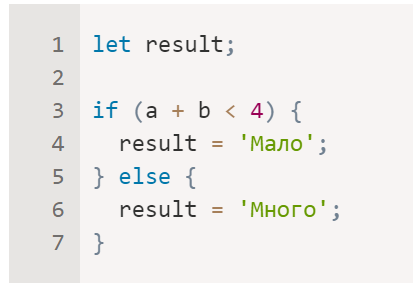 1 let result;
2
3 if (a + b < 4) {
4   result = 'Мало';
5 } else {
6   result = 'Много';
7 }